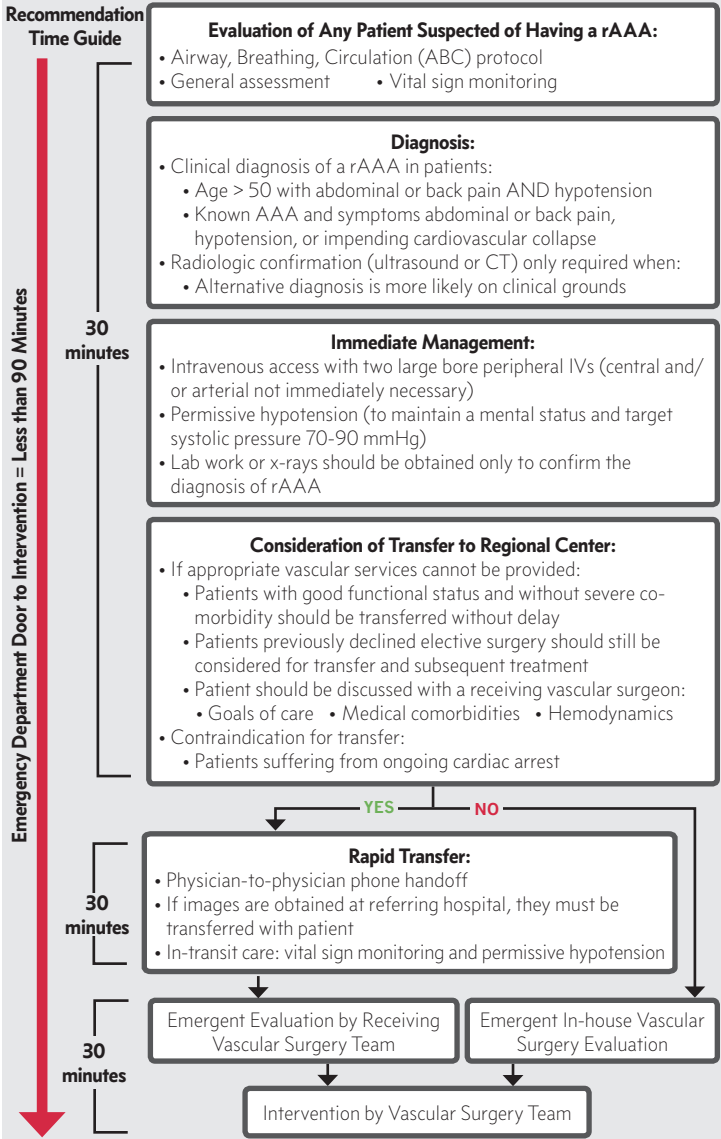 Recommendation
Time Guide
Emergency Department Door to Intervention = Less than 90 Minutes
Evaluation of Any Patient Suspected of Having a rAAA:
• Airway, Breathing, Circulation (ABC) protocol
• General assessment • Vital sign monitoring
Diagnosis:
• Clinical diagnosis of a rAAA in patients:
• Age > 50 with abdominal or back pain AND hypotension
• Known AAA and symptoms abdominal or back pain,
hypotension, or impending cardiovascular collapse
• Radiologic confirmation (ultrasound or CT) only required when:
• Alternative diagnosis is more likely on clinical grounds
30
minutes
Immediate Management:
• Intravenous access with two large bore peripheral IVs (central and/
or arterial not immediately necessary)
• Permissive hypotension (to maintain a mental status and target
systolic pressure 70-90 mmHg)
• Lab work or x-rays should be obtained only to confirm the
diagnosis of rAAA
Consideration of Transfer to Regional Center:
• If appropriate vascular services cannot be provided:
• Patients with good functional status and without severe co-
morbidity should be transferred without delay
• Patients previously declined elective surgery should still be
considered for transfer and subsequent treatment
• Patient should be discussed with a receiving vascular surgeon:
• Goals of care • Medical comorbidities • Hemodynamics
• Contraindication for transfer:
• Patients suffering from ongoing cardiac arrest
YES NO
30
minutes
Rapid Transfer:
• Physician-to-physician phone handoff
• If images are obtained at referring hospital, they must be
transferred with patient
• In-transit care: vital sign monitoring and permissive hypotension
30
minutes
Emergent Evaluation by Receiving
Vascular Surgery Team
Emergent In-house Vascular
Surgery Evaluation
Intervention by Vascular Surgery Team